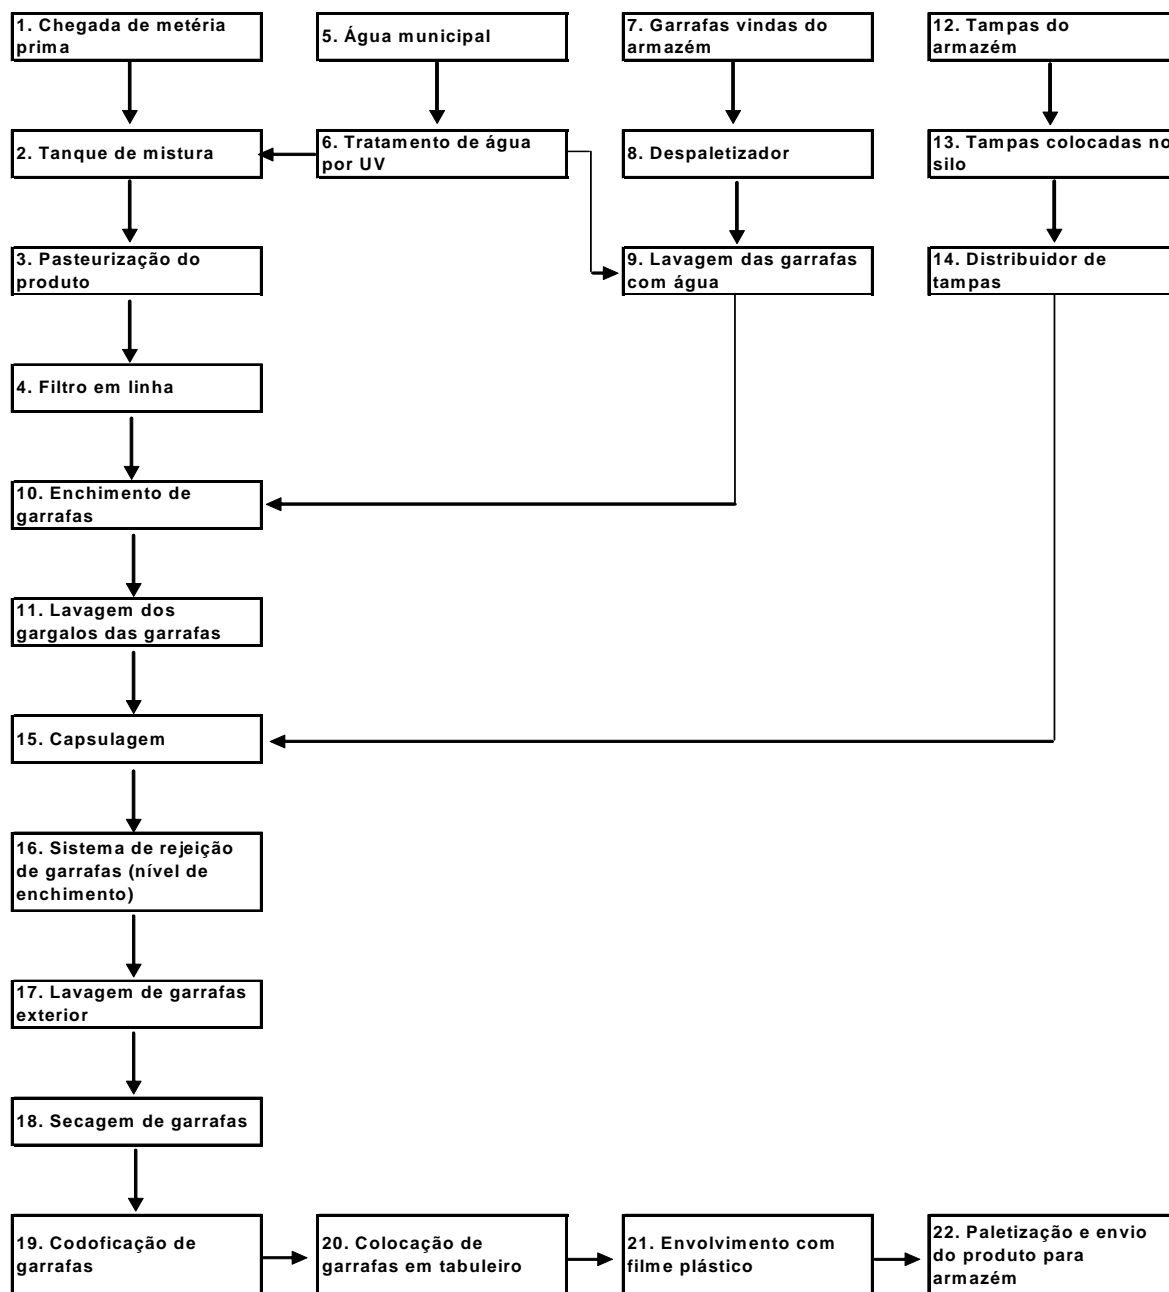 1. Chegada de metéria
prima
5. Água municipal
7. Garrafas vindas do
armazém
12. Tampas do
armazém
2. Tanque de mistura
6. Tratamento de água
por UV
8. Despaletizador
13. Tampas colocadas no
silo
3. Pasteurização do
produto
9. Lavagem das garrafas
com água
14. Distribuidor de
tampas
4. Filtro em linha
10. Enchimento de
garrafas
11. Lavagem dos
gargalos das garrafas
15. Capsulagem
16. Sistema de rejeição
de garrafas (nível de
enchimento)
17. Lavagem de garrafas
exterior
18. Secagem de garrafas
19. Codoficação de
garrafas
20. Colocação de
garrafas em tabuleiro
21. Envolvimento com
filme plástico
22. Paletização e envio
do produto para
armazém